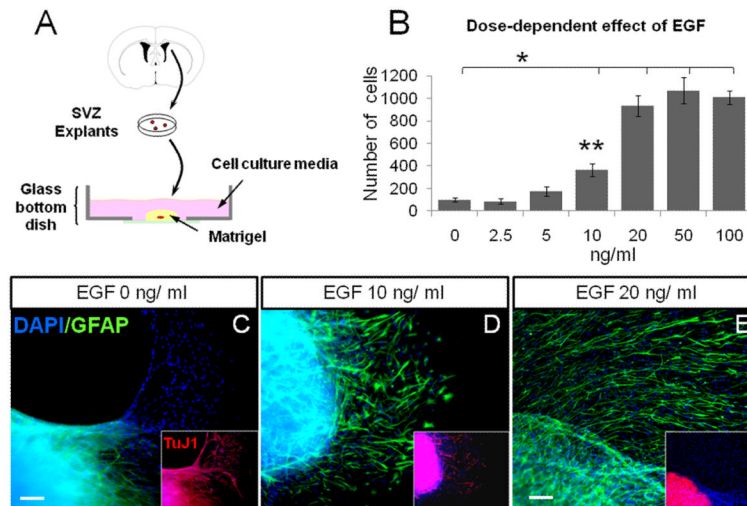 A
SVZ
Explants
Cell culture media
Glass
bottom
dish
Matrigel
B
Dose-dependent effect of EGF
*
**
Number of cells
1200
1000
800
600
400
200
0
0 2.5 5 10 20 50 100
ng/ml
EGF 0 ng/ ml
EGF 10 ng/ ml
EGF 20 ng/ ml
DAPI/GFAP
C
D
E
TuJ1